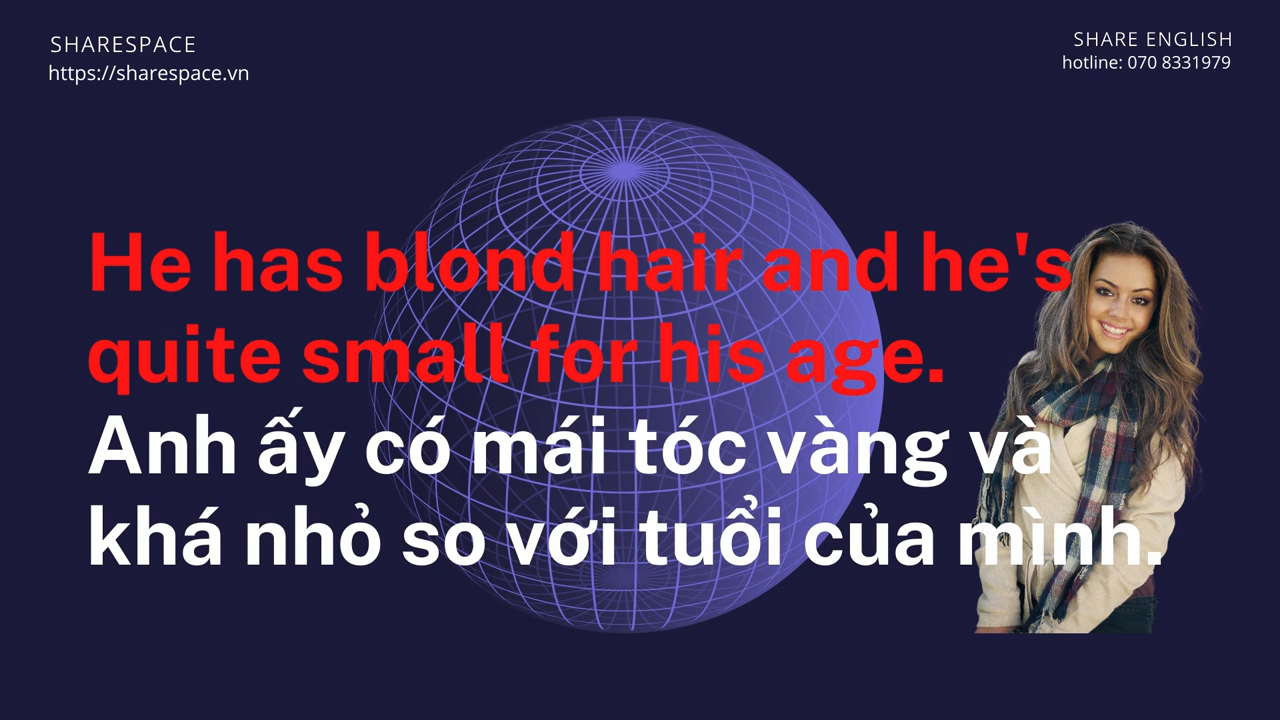 SHARESPACE
https://sharespace.vn
SHARE ENGLISH
hotline: 070 8331979
He has blond hair and he's
quite small for his age.
Anh ấy có mái tóc vàng và
khá nhỏ so với tuổi của mình.